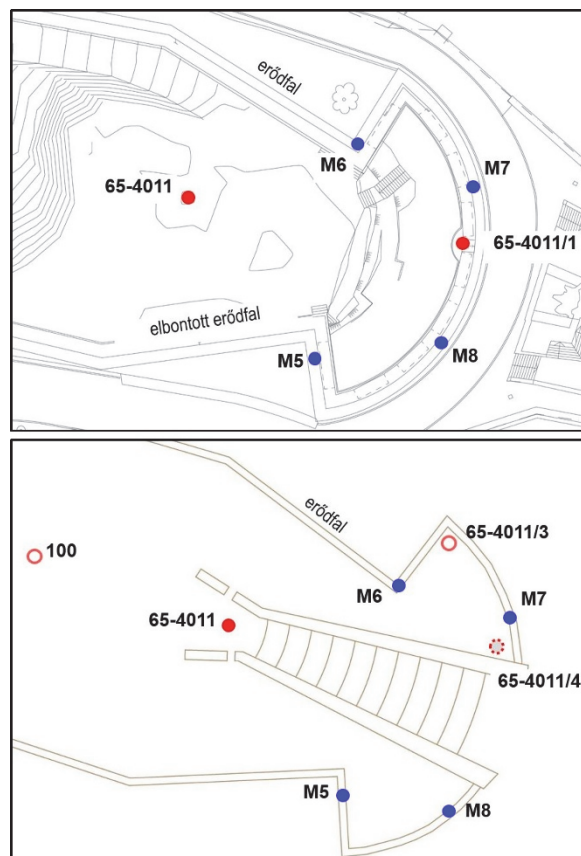 erődfal
M6
65-4011
M7
65-4011/1
elbontott erődfal
M5
M8
erődfal
65-4011/3
100
M6
M7
65-4011
65-4011/4
M5
M8